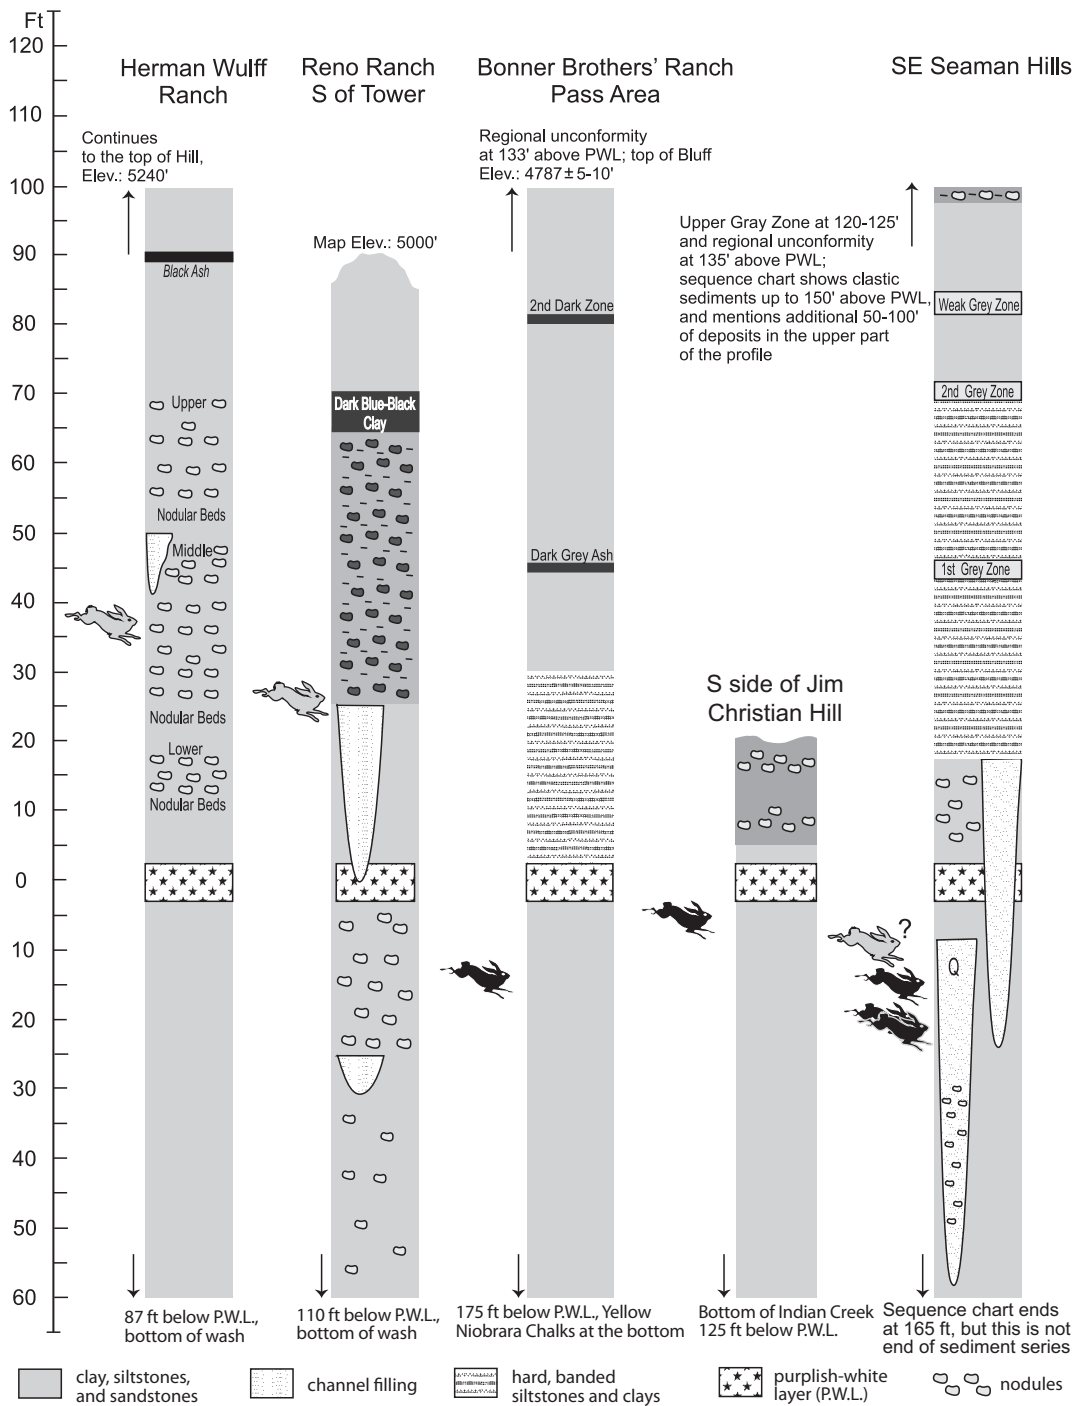 Ft
120
110
100
90
80
70
60
50
40
30
20
10
0
10
20
30
40
50
60
Herman Wulff
Ranch
Continues
to the top of Hill,
Elev.: 5240'
Black Ash
Upper
Nodular Beds
Middle
Nodular Beds
Lower
Nodular Beds
87 ft below P.W.L.,
bottom of wash
Reno Ranch
S of Tower
Map Elev.: 5000'
Dark Blue-Black
Clay
110 ft below P.W.L.,
bottom of wash
Bonner Brothers' Ranch
Pass Area
Regional unconformity
at 133' above PWL; top of Bluff
Elev.: 4787±5-10'
2nd Dark Zone
Dark Grey Ash
175 ft below P.W.L., Yellow
Niobrara Chalks at the bottom
S side of Jim
Christian Hill
Bottom of Indian Creek
125 ft below P.W.L.
SE Seaman Hills
Upper Gray Zone at 120-125'
and regional unconformity
at 135' above PWL;
sequence chart shows clastic
sediments up to 150' above PWL,
and mentions additional 50-100'
of deposits in the upper part
of the profile
Weak Grey Zone
2nd Grey Zone
1st Grey Zone
?
Q
Sequence chart ends
at 165 ft, but this is not
end of sediment series
clay, siltstones,
and sandstones
channel filling
hard, banded
siltstones and clays
purplish-white
layer (P.W.L.)
nodules